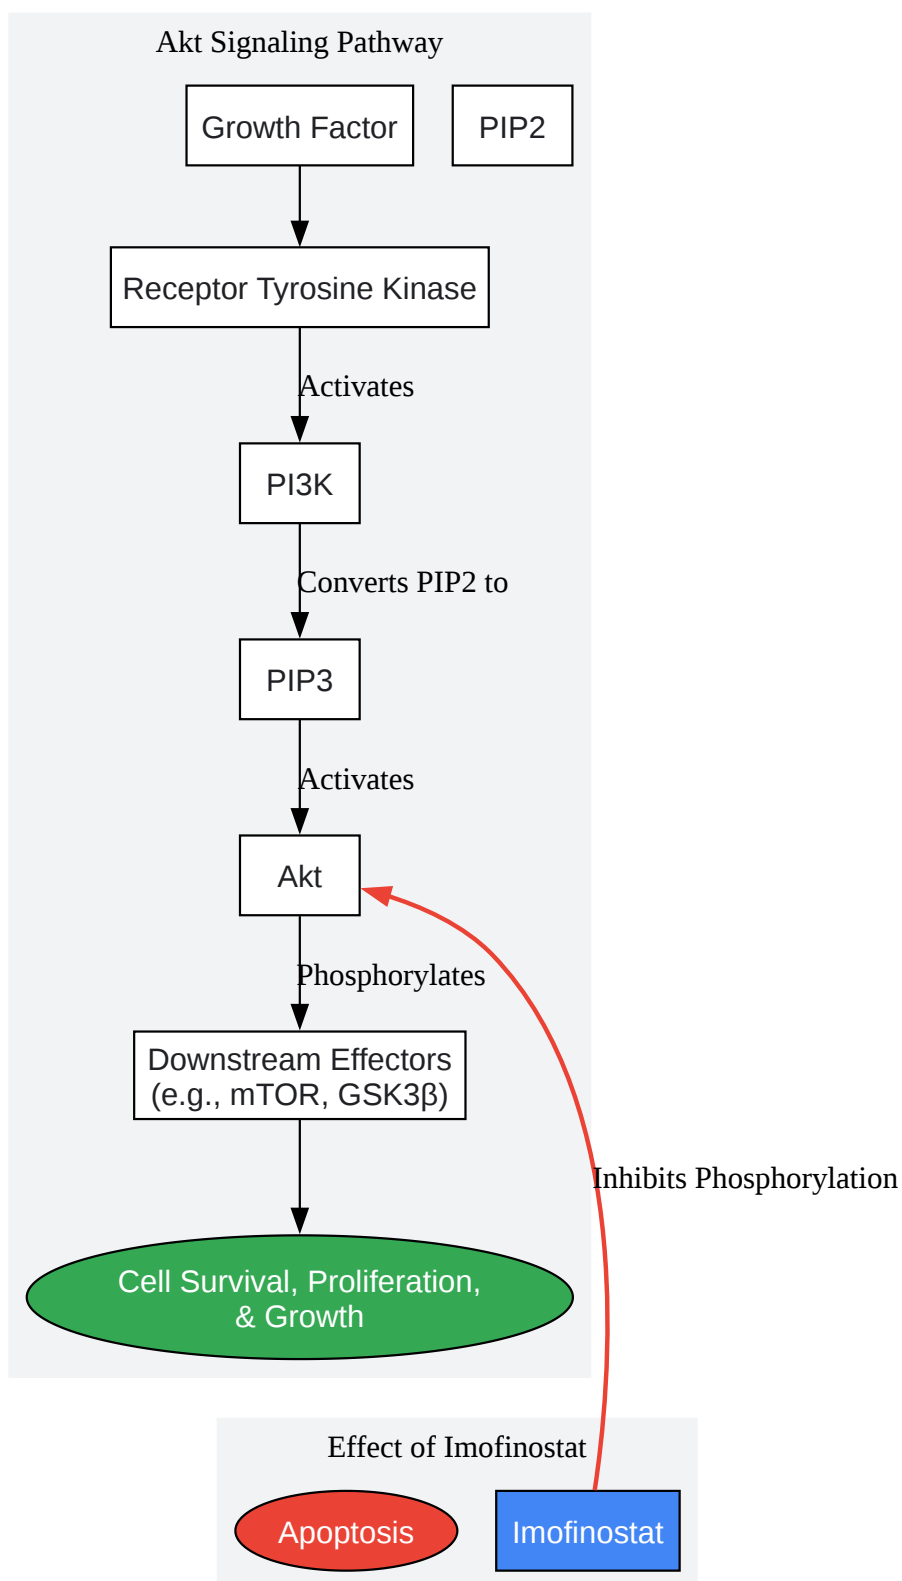 Akt Signaling Pathway
Growth Factor
PIP2
Receptor Tyrosine Kinase
Activates
PI3K
Converts PIP2 to
PIP3
Activates
Akt
Phosphorylates
Downstream Effectors
(e.g., mTOR, GSK3β)
Inhibits Phosphorylation
Cell Survival, Proliferation,
& Growth
Effect of Imofinostat
Apoptosis
Imofinostat